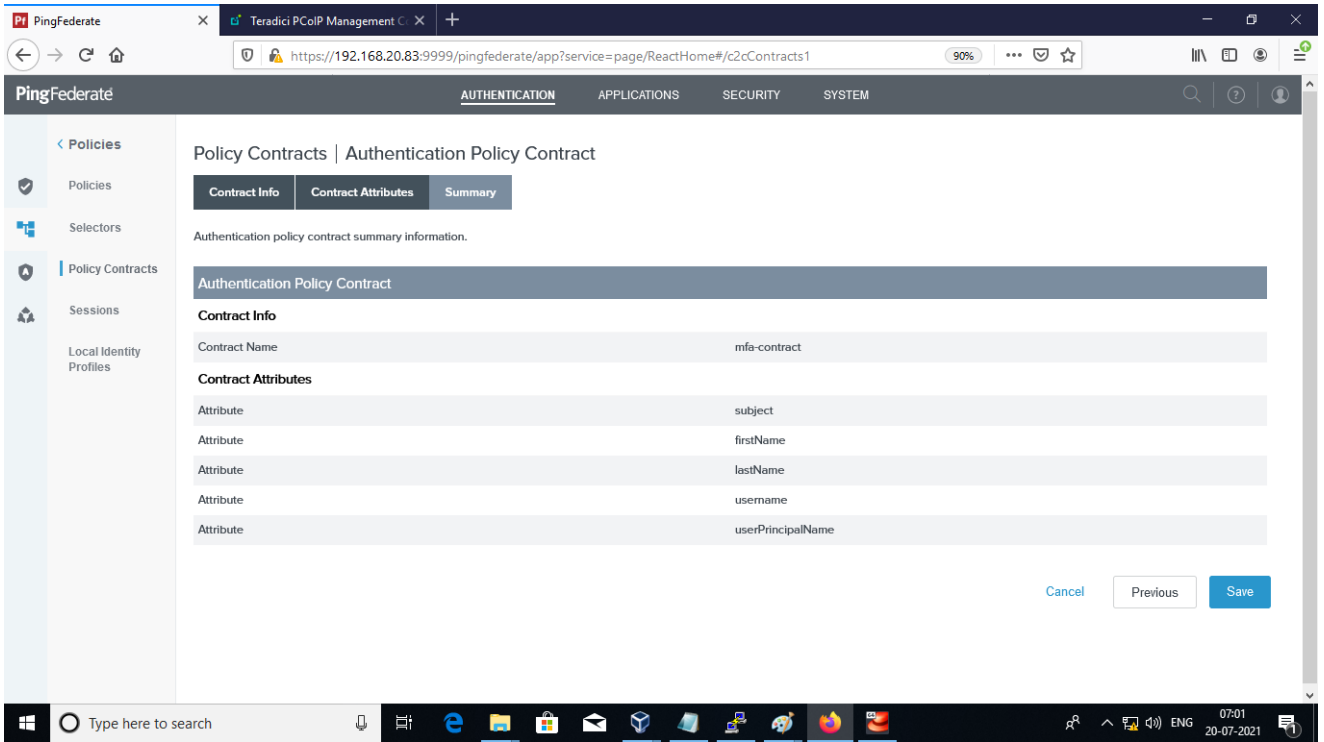 Pf PingFederate
Teradici PCoIP Management C
https://192.168.20.83:9999/pingfederate/app?service=page/ReactHome#/c2cContracts1
90%
PingFederate
AUTHENTICATION APPLICATIONS SECURITY SYSTEM
< Policies
Policies
Selectors
Policy Contracts
Sessions
Local Identity
Profiles
Policy Contracts | Authentication Policy Contract
Contract Info Contract Attributes Summary
Authentication policy contract summary information.
Authentication Policy Contract
Contract Info
Contract Name mfa-contract
Contract Attributes
Attribute subject
Attribute firstName
Attribute lastName
Attribute username
Attribute userPrincipalName
Cancel Previous Save
Type here to search
ENG
07:01
20-07-2021
1